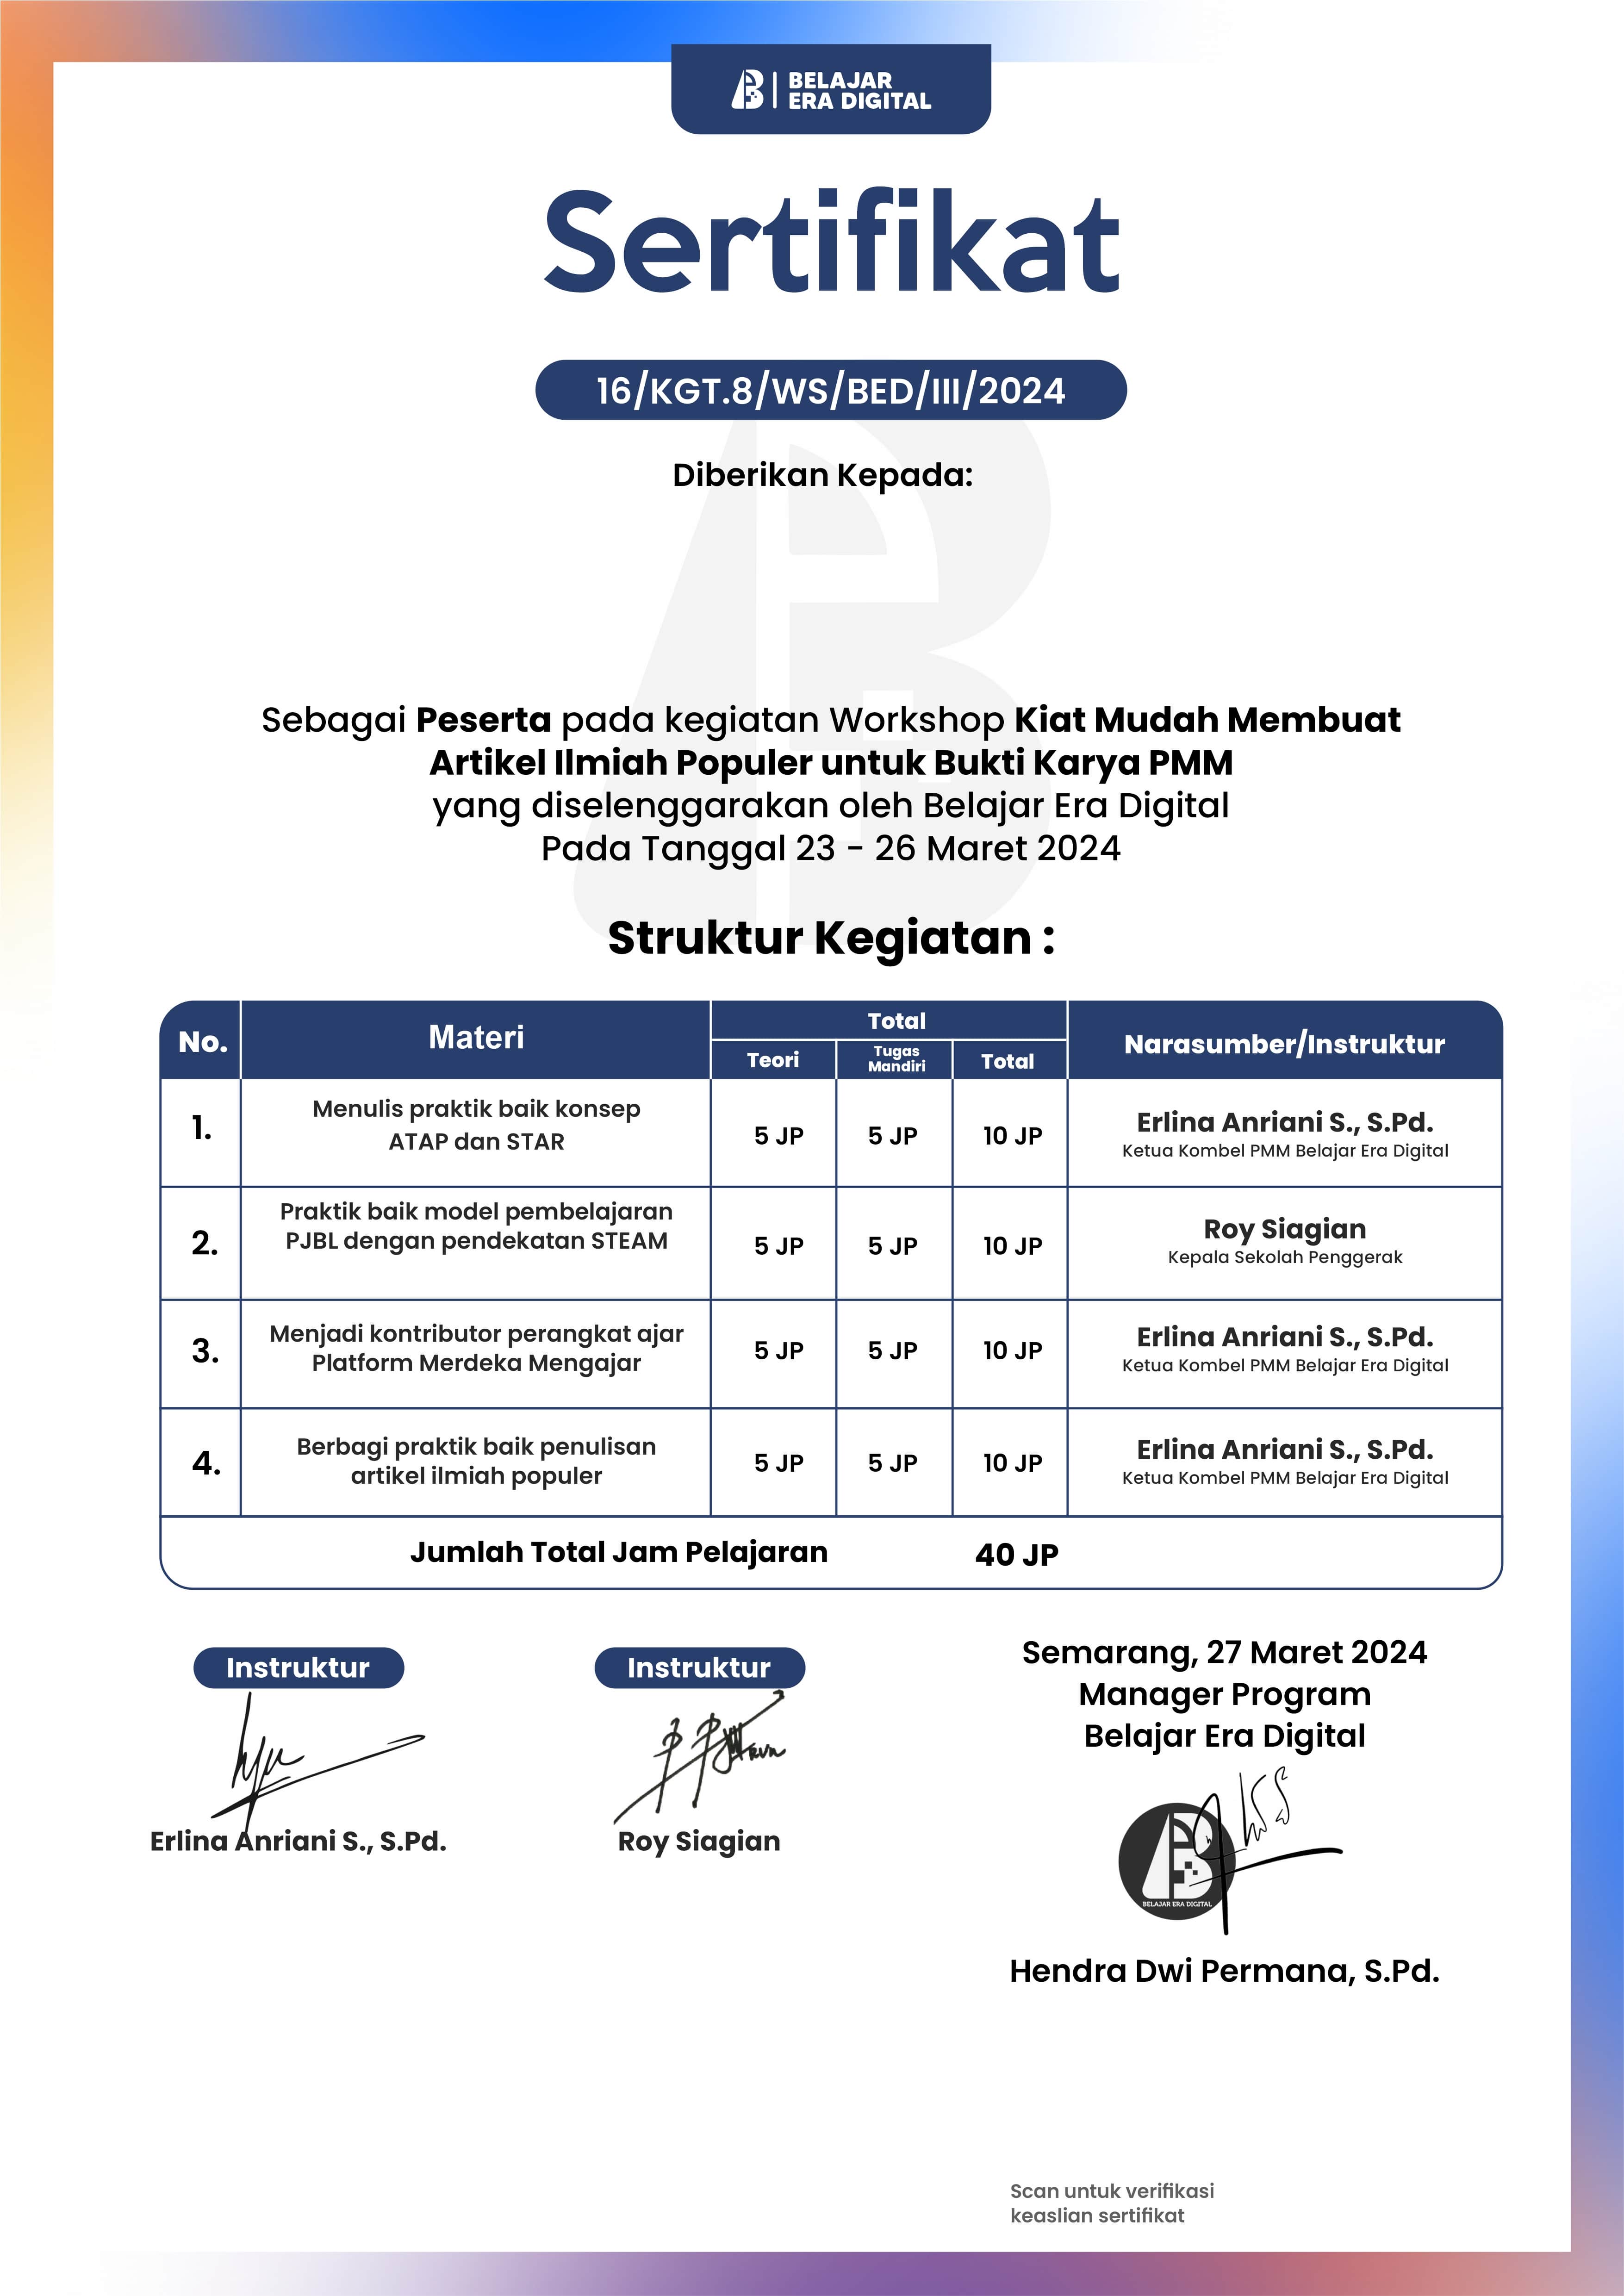 BELAJAR
ERA DIGITAL
Sertifikat
16/KGT.8/WS/BED/III/2024
Diberikan Kepada:
Sebagai Peserta pada kegiatan Workshop Kiat Mudah Membuat
Artikel Ilmiah Populer untuk Bukti Karya PMM
yang diselenggarakan oleh Belajar Era Digital
Pada Tanggal 23 - 26 Maret 2024
Struktur Kegiatan :
No. Materi Total Narasumber/Instruktur
Teori Tugas Mandiri Total
1. Menulis praktik baik konsep
ATAP dan STAR
5 JP 5 JP 10 JP
Erlina Anriani S., S.Pd.
Ketua Kombel PMM Belajar Era Digital
2. Praktik baik model pembelajaran
PJBL dengan pendekatan STEAM
5 JP 5 JP 10 JP
Roy Siagian
Kepala Sekolah Penggerak
3. Menjadi kontributor perangkat ajar
Platform Merdeka Mengajar
5 JP 5 JP 10 JP
Erlina Anriani S., S.Pd.
Ketua Kombel PMM Belajar Era Digital
4. Berbagi praktik baik penulisan
artikel ilmiah populer
5 JP 5 JP 10 JP
Erlina Anriani S., S.Pd.
Ketua Kombel PMM Belajar Era Digital
Jumlah Total Jam Pelajaran 40 JP
Instruktur
Erlina Anriani S., S.Pd.
Instruktur
Roy Siagian
Semarang, 27 Maret 2024
Manager Program
Belajar Era Digital
BELAJAR ERA DIGITAL
Hendra Dwi Permana, S.Pd.
Scan untuk verifikasi
keaslian sertifikat